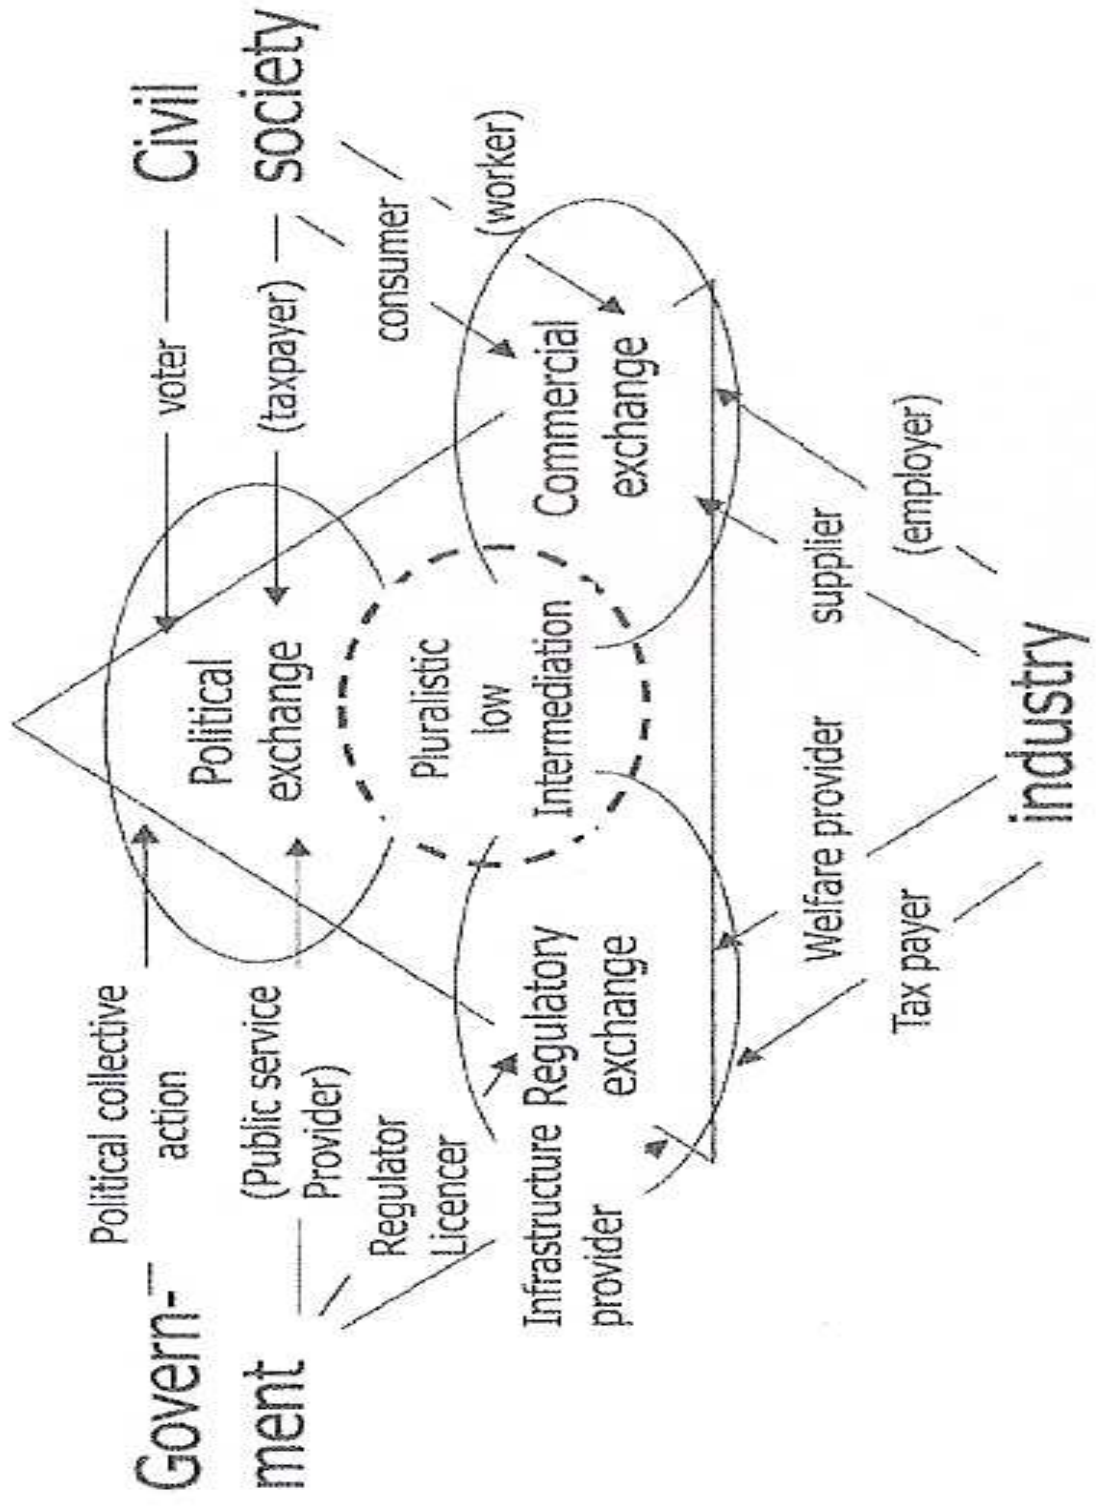 Govern-
ment
Political collective
action
(Public service
Provider)
Regulator
Licencer
Infrastructure
provider
voter
(taxpayer)
Civil
society
consumer
(worker)
Political
exchange
Pluralistic
low
Intermediation
Regulatory
exchange
Commercial
exchange
Welfare provider
Tax payer
supplier
(employer)
industry